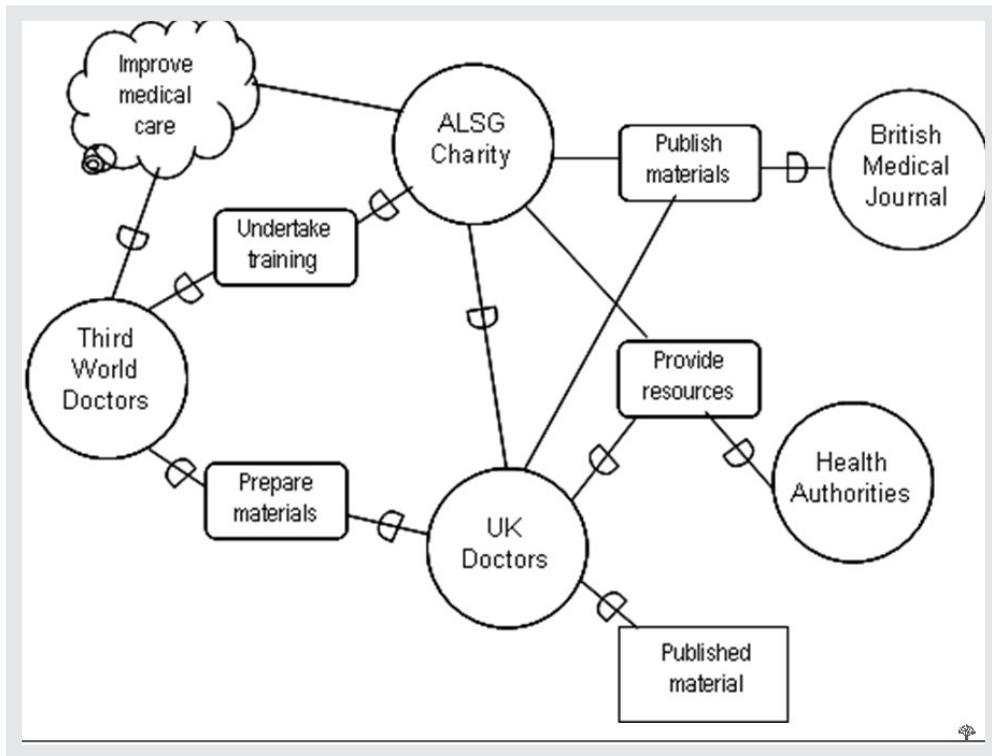 Improve
medical
care
ALSG
Charity
Publish
materials
British
Medical
Journal
Undertake
training
Third
World
Doctors
Provide
resources
Health
Authorities
Prepare
materials
UK
Doctors
Published
material